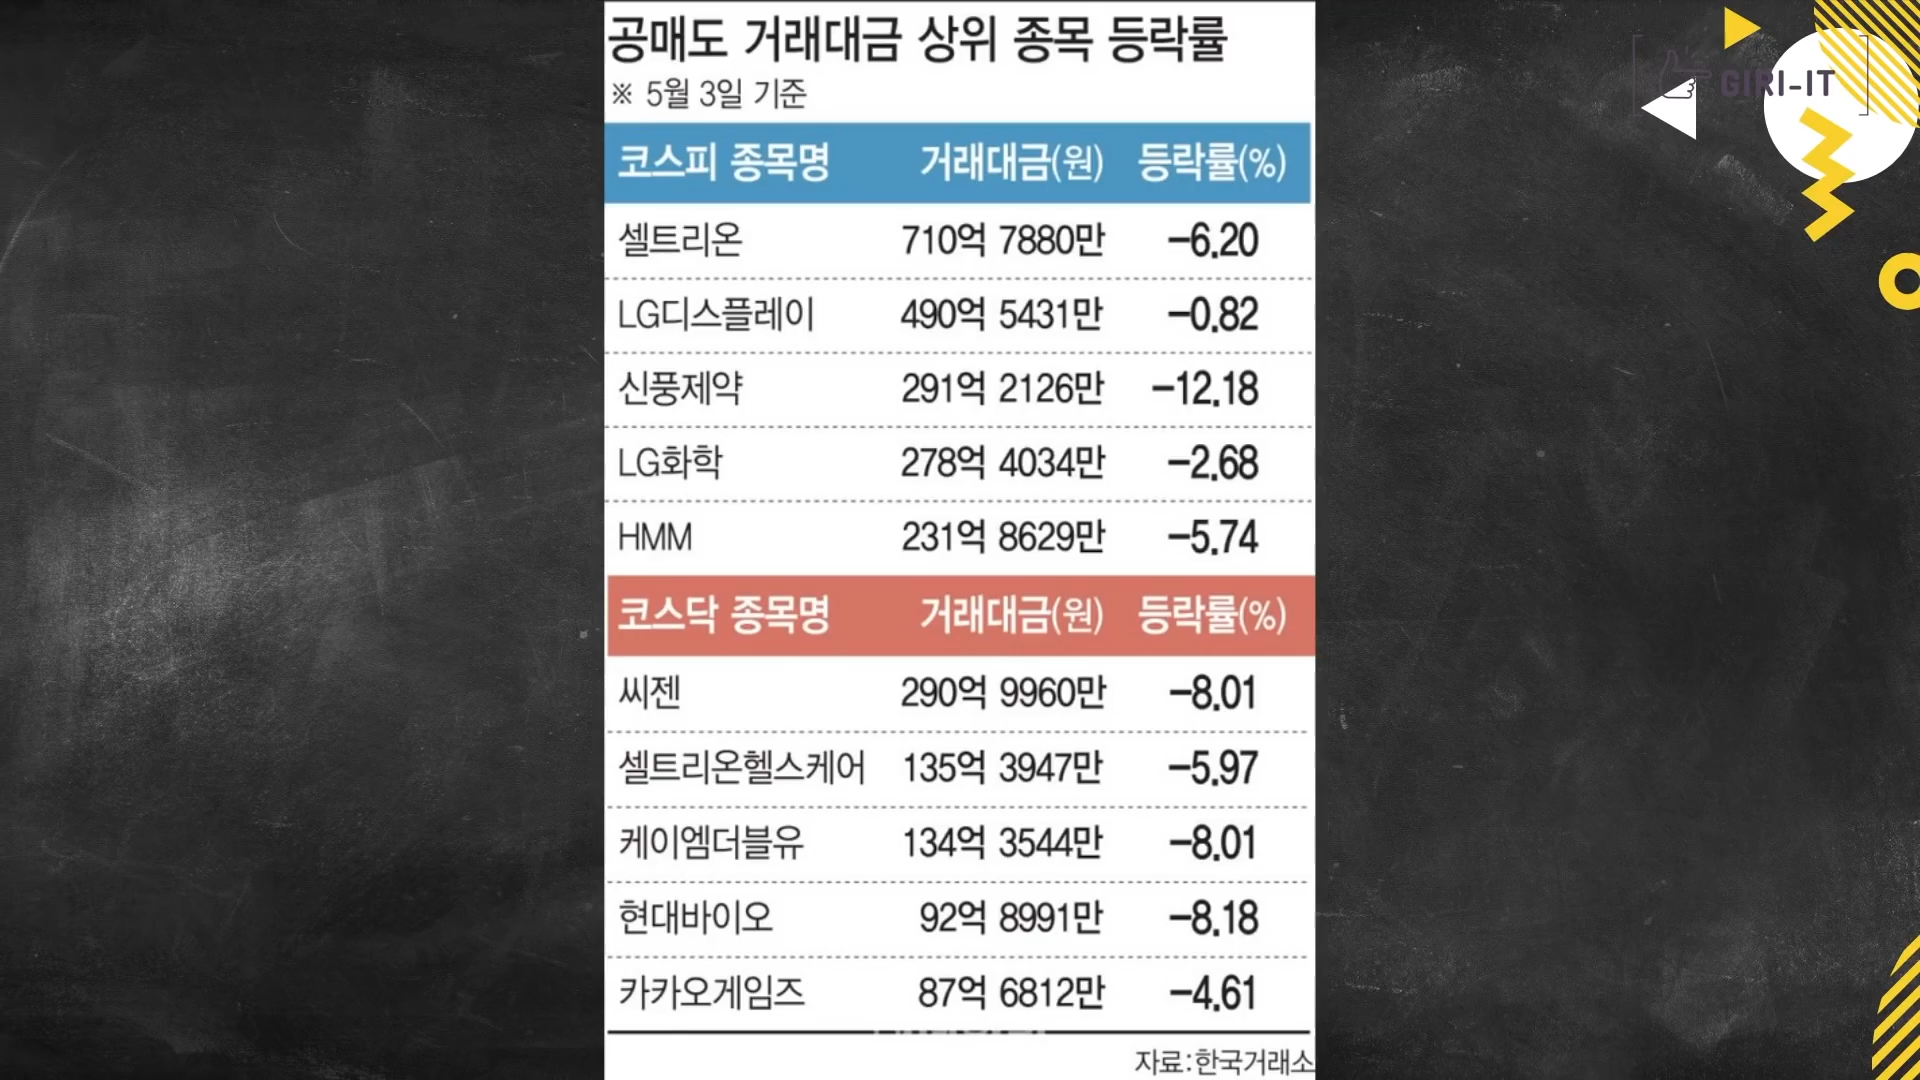 공매도 거래대금 상위 종목 등락률
※ 5월 3일 기준
GIRI-IT
코스피 종목명 거래대금(원) 등락률(%)
셀트리온 710억 7880만 -6.20
LG디스플레이 490억 5431만 -0.82
신풍제약 291억 2126만 -12.18
LG화학 278억 4034만 -2.68
HMM 231억 8629만 -5.74
코스닥 종목명 거래대금(원) 등락률(%)
씨젠 290억 9960만 -8.01
셀트리온헬스케어 135억 3947만 -5.97
케이엠더블유 134억 3544만 -8.01
현대바이오 92억 8991만 -8.18
카카오게임즈 87억 6812만 -4.61
자료:한국거래소